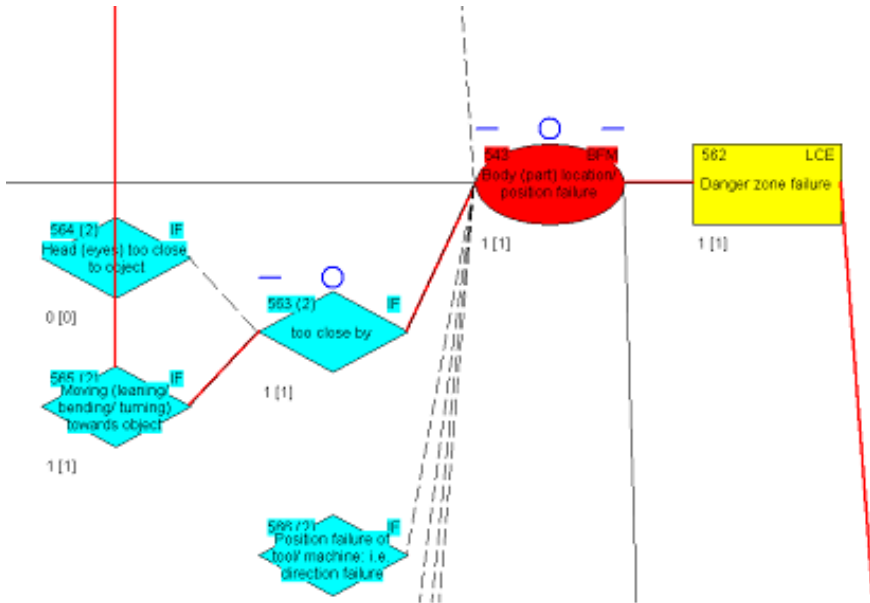 543 BFM
Body (part) location/
position failure
1 [1]
562 LCE
Danger zone failure
1 [1]
564 (2) IF
Head (eyes) too close
to object
0 [0]
563 (2) IF
too close by
1 [1]
565 (2) IF
Moving (leaning/
bending/ turning)
towards object
1 [1]
566 (2) IF
Position failure of
tool/ machine: i.e.
direction failure